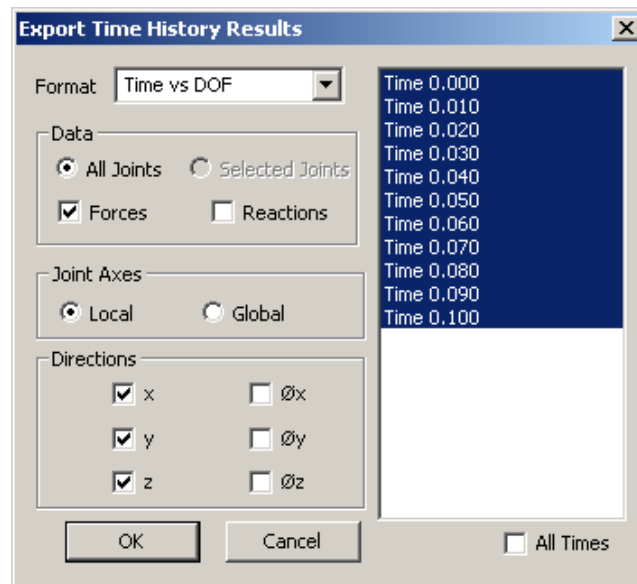 Export Time History Results
Format Time vs DOF
Data
All Joints Selected Joints
Forces Reactions
Joint Axes
Local Global
Directions
x Øx
y Øy
z Øz
OK Cancel
Time 0.000
Time 0.010
Time 0.020
Time 0.030
Time 0.040
Time 0.050
Time 0.060
Time 0.070
Time 0.080
Time 0.090
Time 0.100
All Times